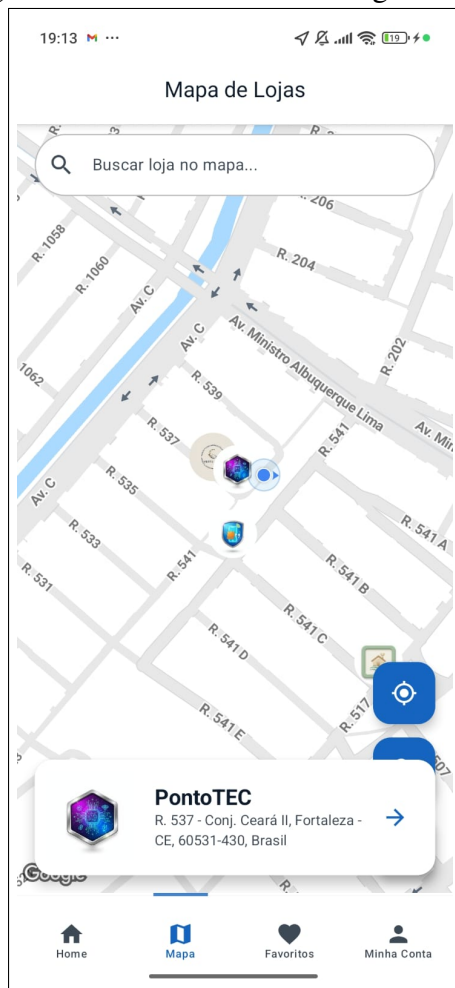 19:13 M ...
19
Mapa de Lojas
Buscar loja no mapa...
206
R. 1058
R. 1060
R. 204
Av. C
Av. C
Av. Ministro Albuquerque Lima
R. 202
1062
R. 539
R. 537
R. 541
Av. Min
R. 535
Av. C
R. 533
R. 541 A
R. 531
R. 541
R. 541 B
R. 541 C
R. 541 D
R. 517
R. 541 E
507
PontoTEC
R. 537 - Conj. Ceará II, Fortaleza -
CE, 60531-430, Brasil
Google
R.
Home
Mapa
Favoritos
Minha Conta